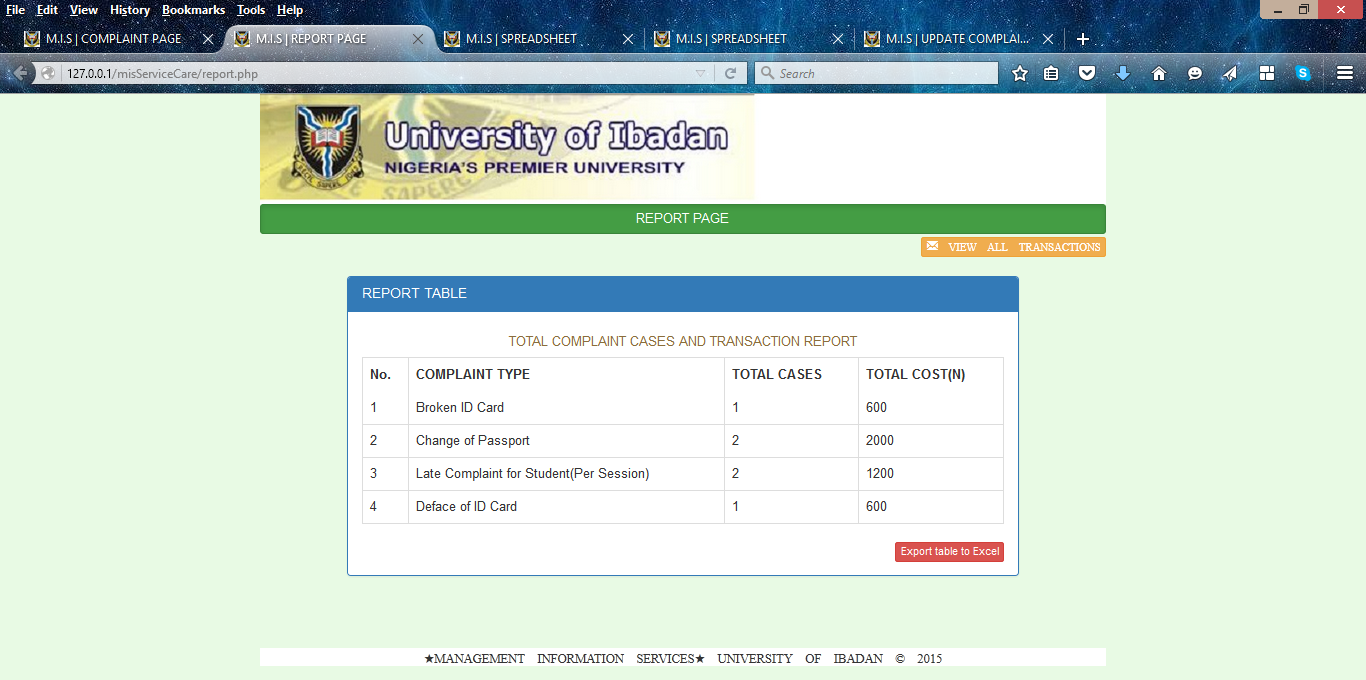 File Edit View History Bookmarks Tools Help
M.I.S | COMPLAINT PAGE M.I.S | REPORT PAGE M.I.S | SPREADSHEET M.I.S | SPREADSHEET M.I.S | UPDATE COMPLAI...
127.0.0.1/misServiceCare/report.php Search
University of Ibadan
NIGERIA'S PREMIER UNIVERSITY
SAPERE
REPORT PAGE
VIEW ALL TRANSACTIONS
REPORT TABLE
TOTAL COMPLAINT CASES AND TRANSACTION REPORT
No. COMPLAINT TYPE TOTAL CASES TOTAL COST(N)
1 Broken ID Card 1 600
2 Change of Passport 2 2000
3 Late Complaint for Student(Per Session) 2 1200
4 Deface of ID Card 1 600
Export table to Excel
★MANAGEMENT INFORMATION SERVICES★ UNIVERSITY OF IBADAN © 2015